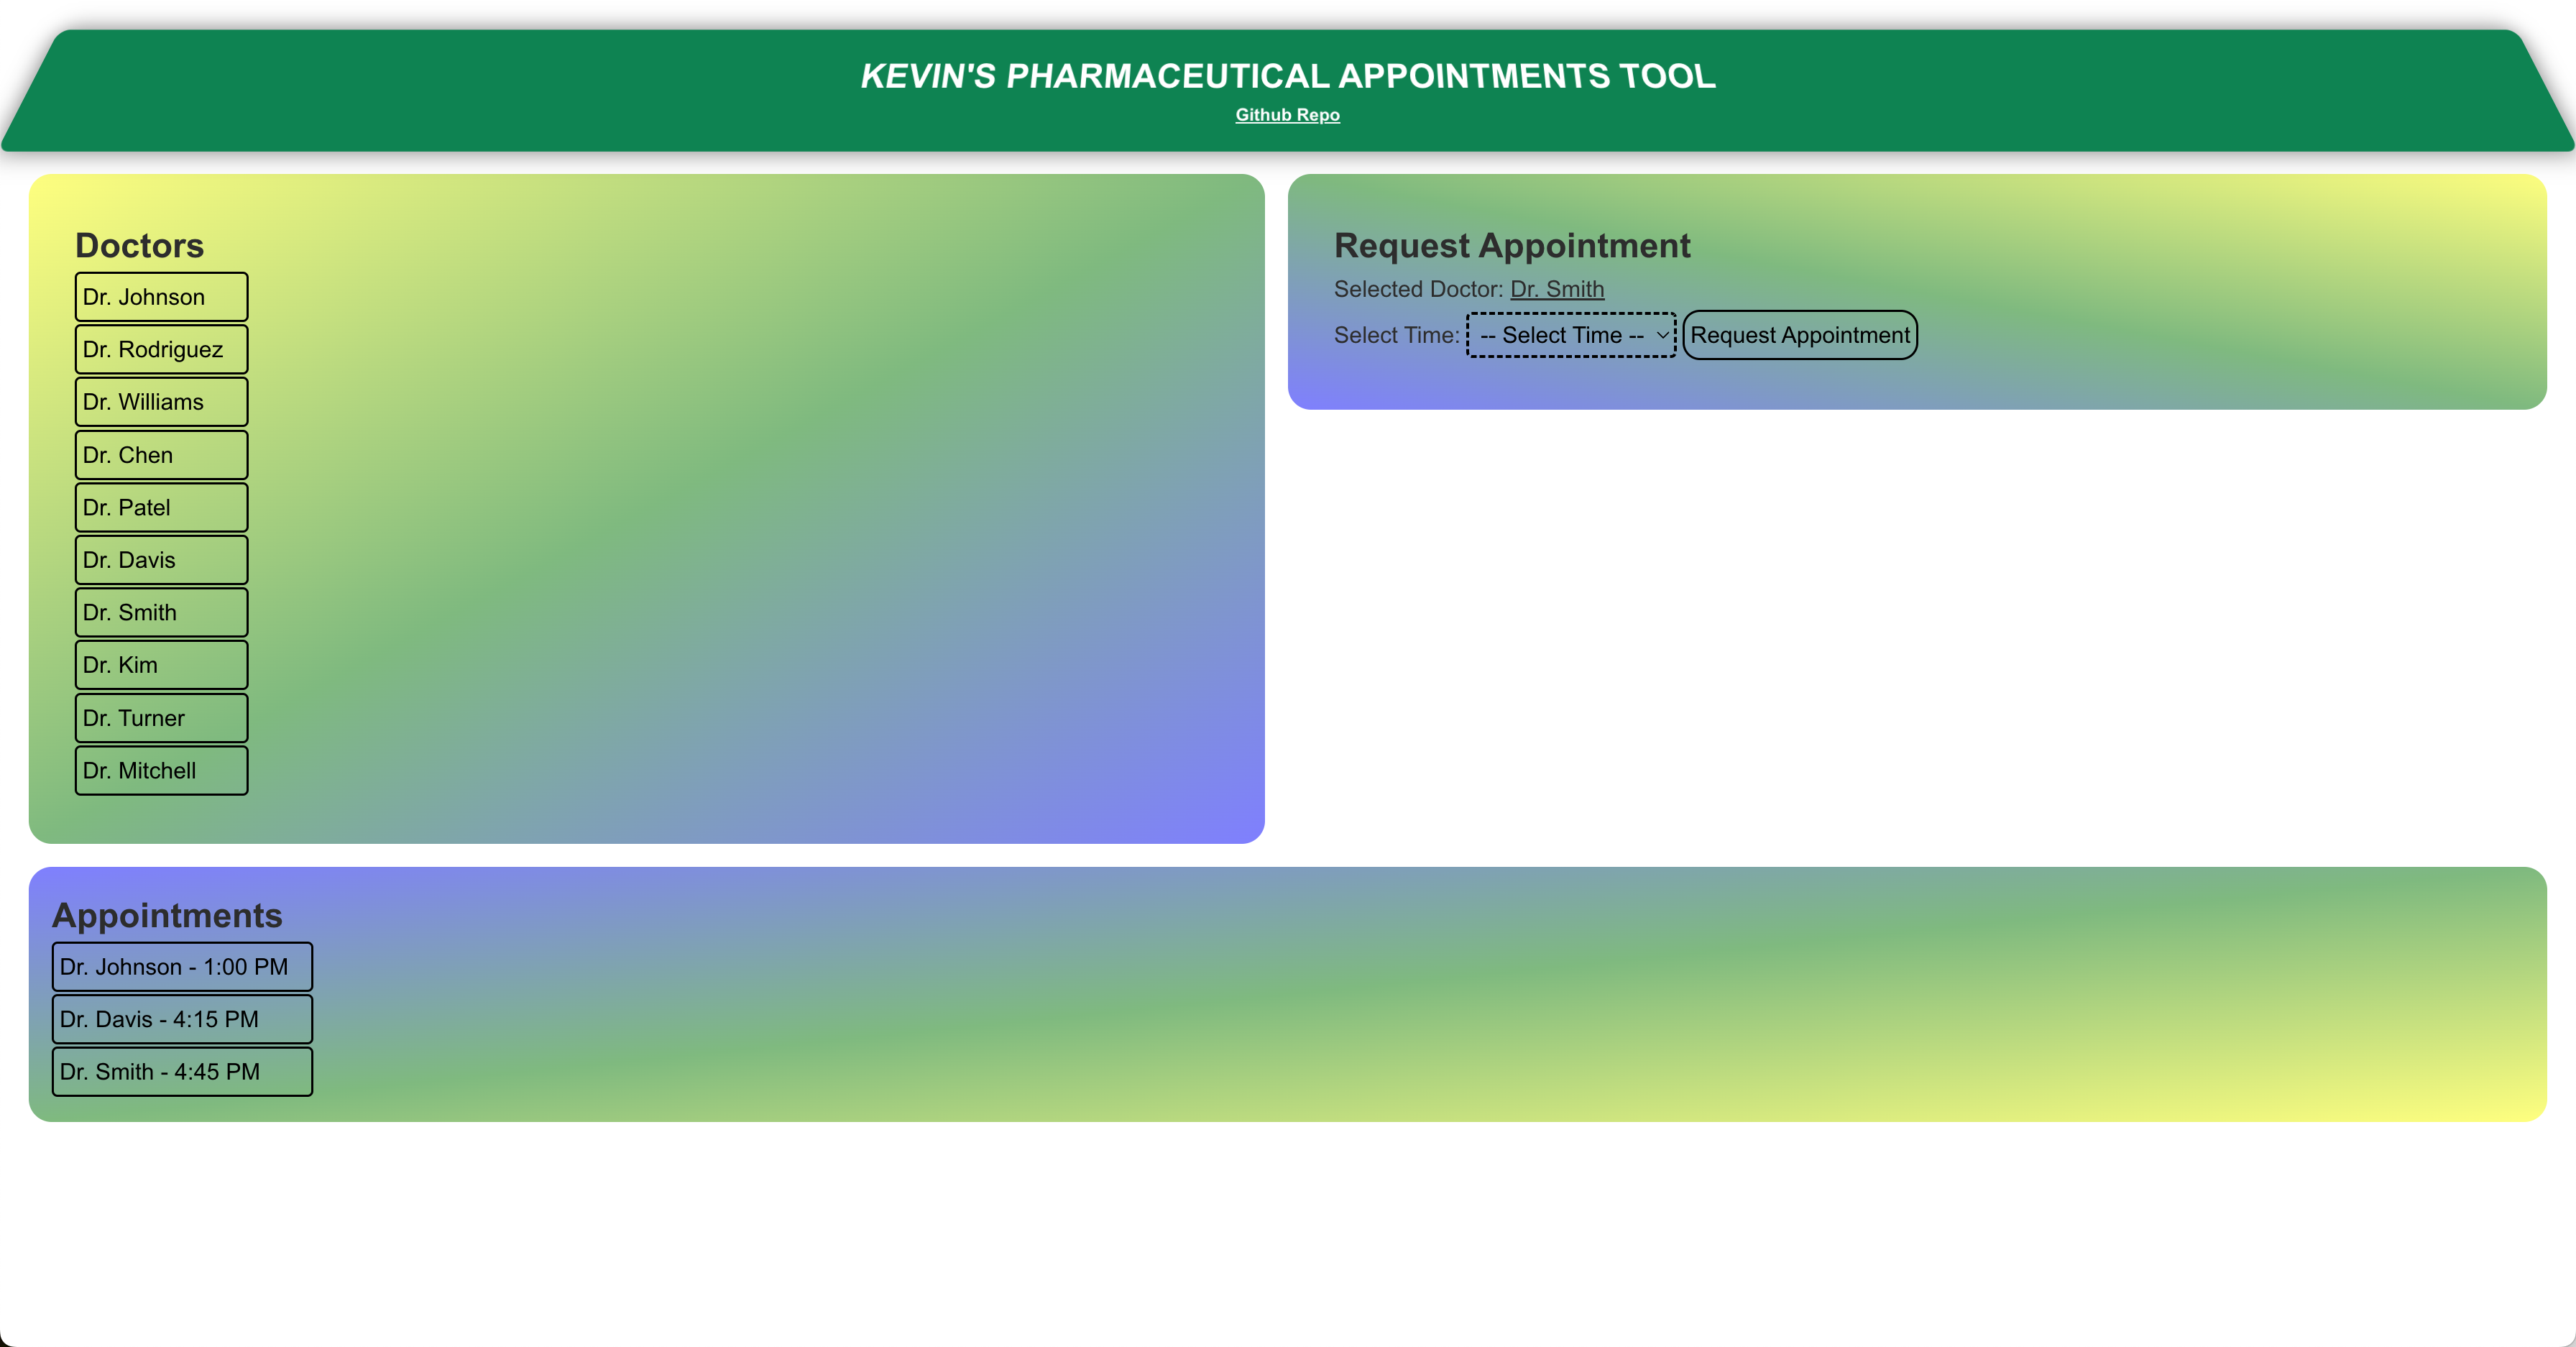 KEVIN'S PHARMACEUTICAL APPOINTMENTS TOOL
Github Repo
Doctors
Dr. Johnson
Dr. Rodriguez
Dr. Williams
Dr. Chen
Dr. Patel
Dr. Davis
Dr. Smith
Dr. Kim
Dr. Turner
Dr. Mitchell
Request Appointment
Selected Doctor: Dr. Smith
Select Time: -- Select Time -- Request Appointment
Appointments
Dr. Johnson - 1:00 PM
Dr. Davis - 4:15 PM
Dr. Smith - 4:45 PM